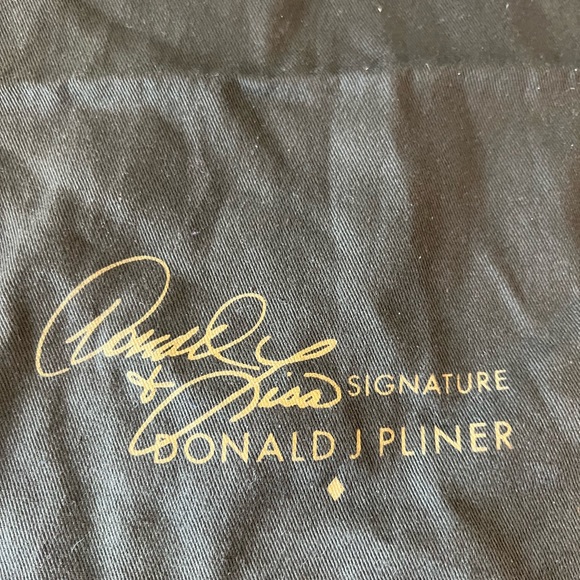 Donald
& Lisa SIGNATURE
DONALD J PLINER